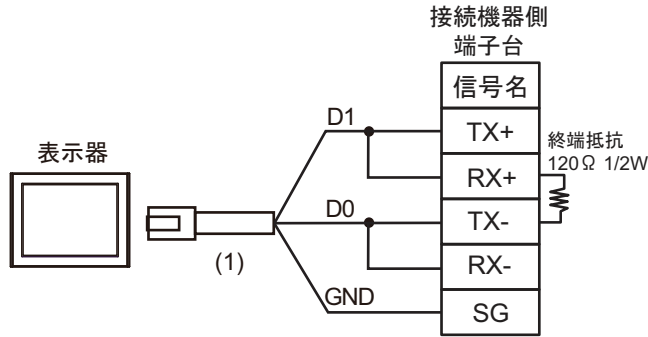 接続機器側
端子台
信号名
D1
TX+
終端抵抗
120Ω 1/2W
表示器
RX+
D0
TX-
(1)
RX-
GND
SG